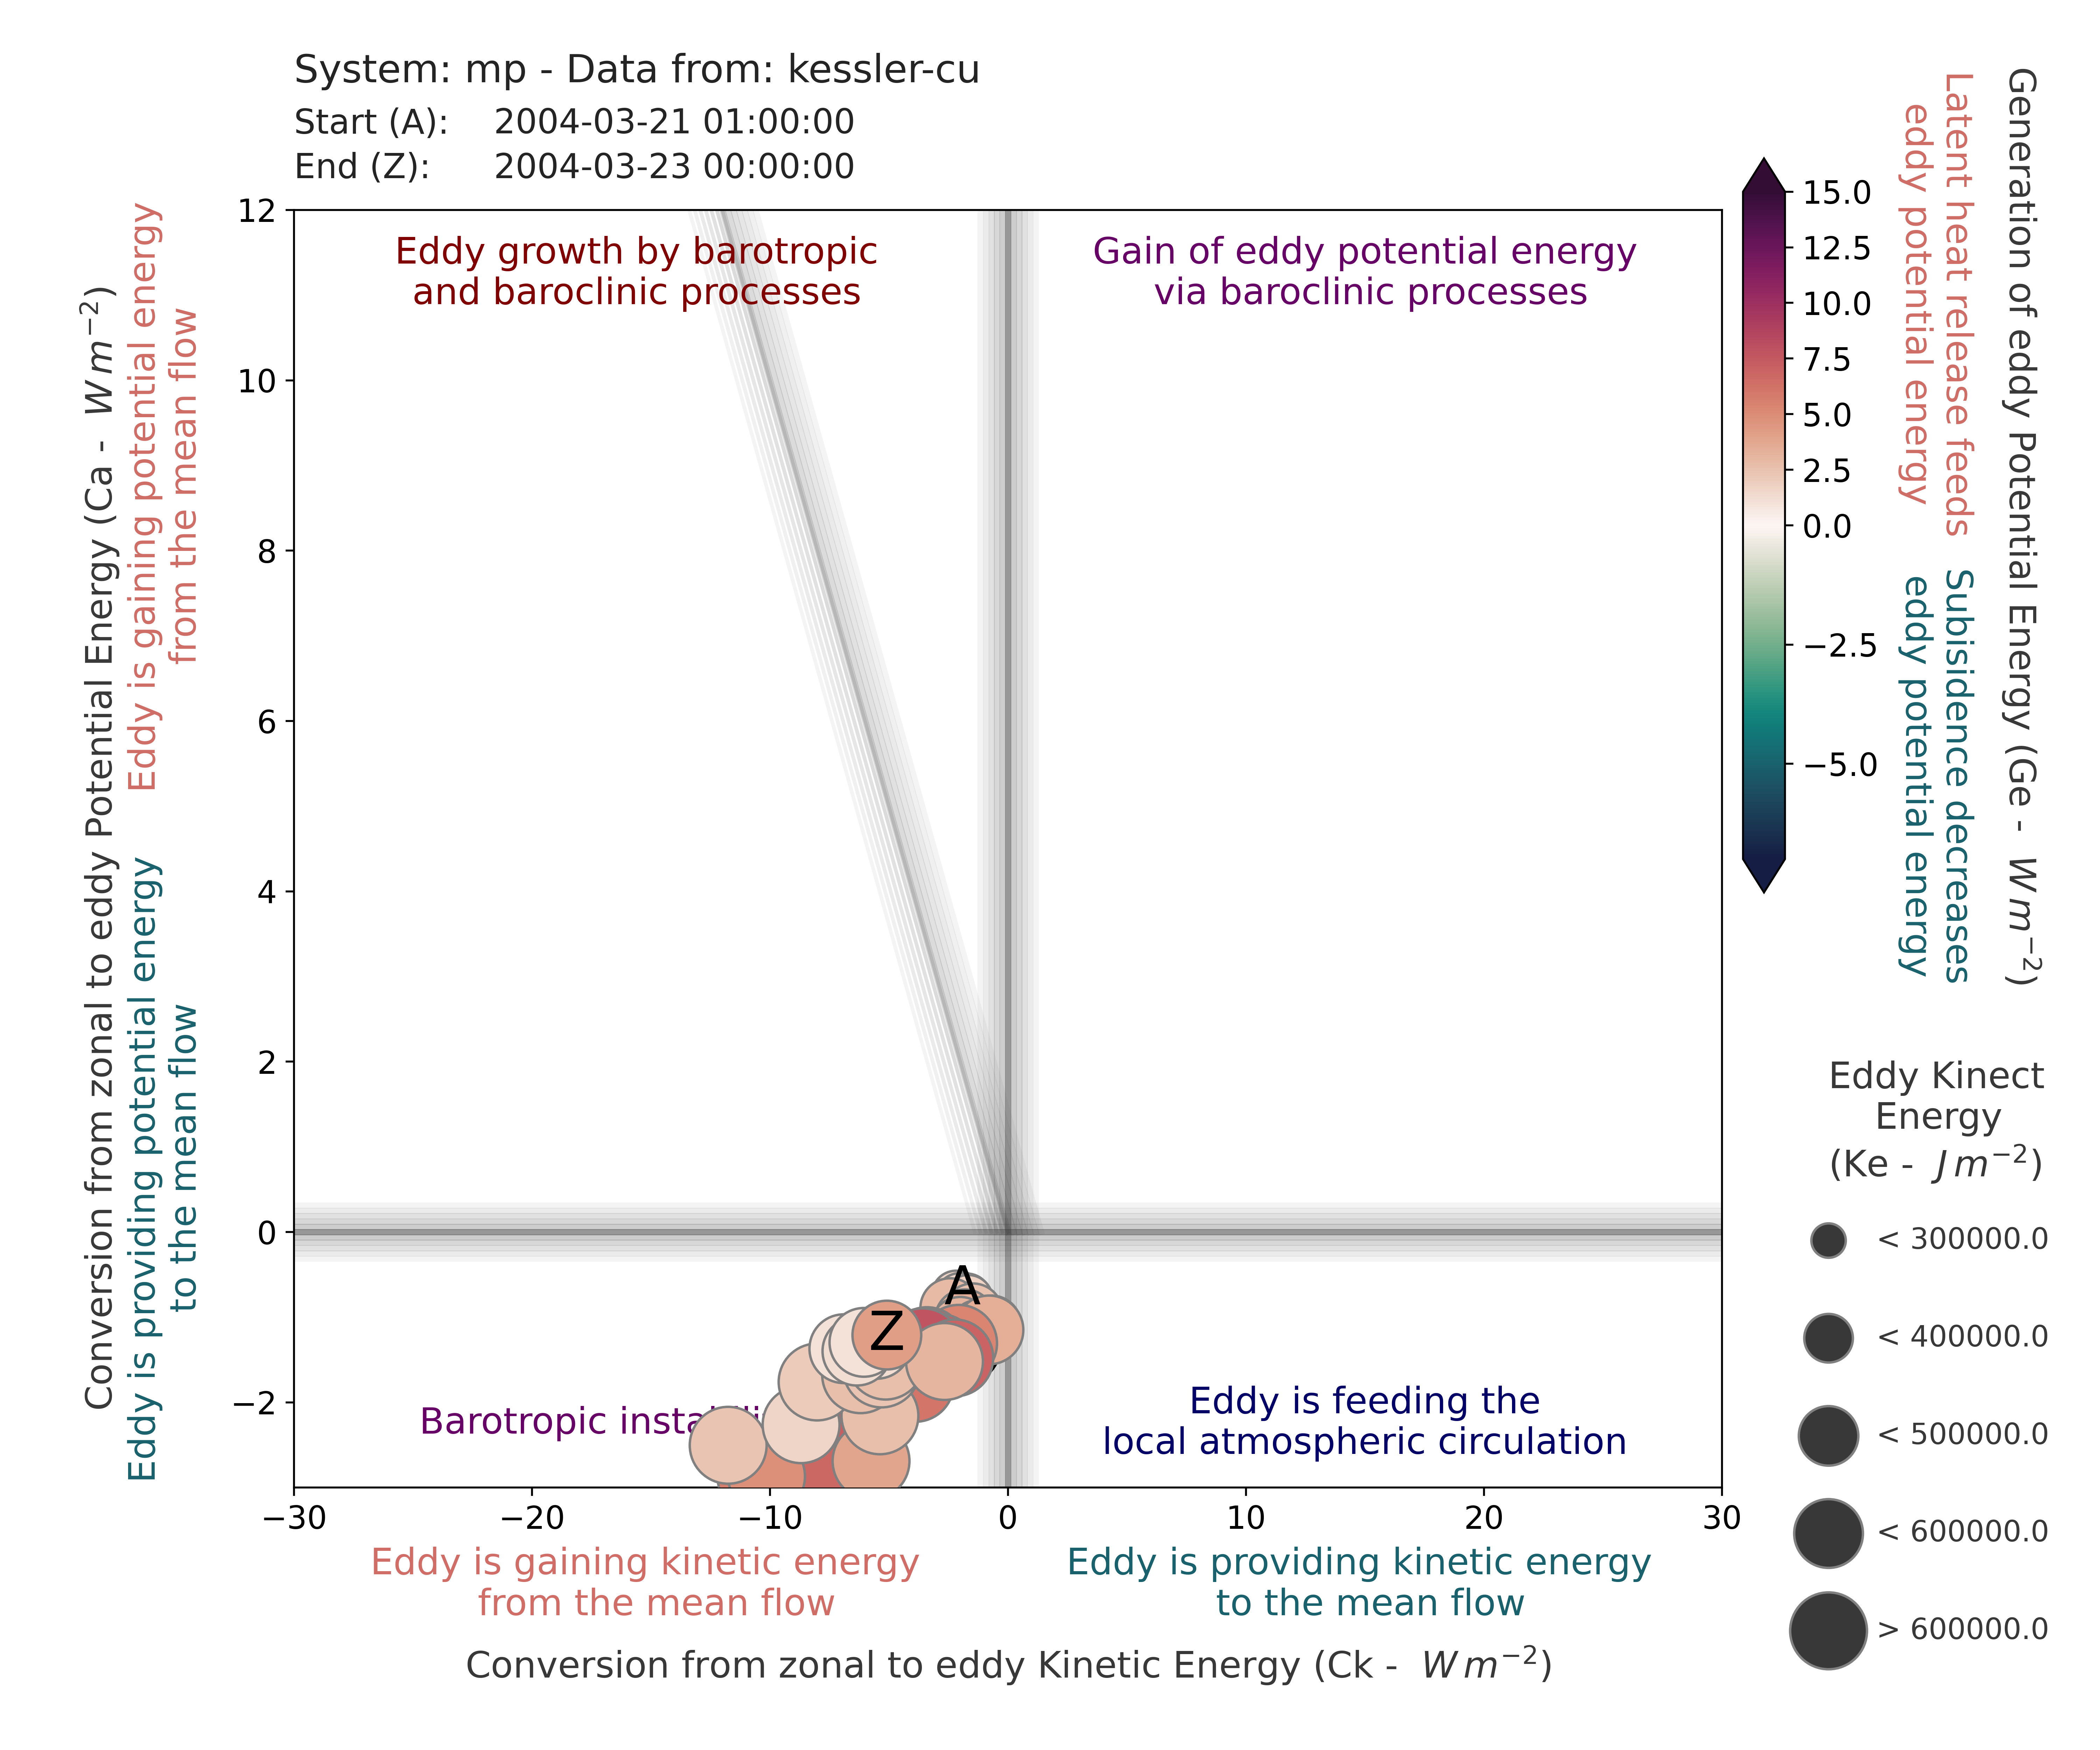 System: mp - Data from: kessler-cu
Start (A): 2004-03-21 01:00:00
End (Z): 2004-03-23 00:00:00
Conversion from zonal to eddy Potential Energy (Ca - W m⁻²)
Eddy is gaining potential energy
from the mean flow
Eddy is providing potential energy
to the mean flow
12
10
8
6
4
2
0
−2
Eddy growth by barotropic
and baroclinic processes
Gain of eddy potential energy
via baroclinic processes
A
Z
Barotropic
Eddy is feeding the
local atmospheric circulation
−30
−20
−10
0
10
20
30
Eddy is gaining kinetic energy
from the mean flow
Eddy is providing kinetic energy
to the mean flow
Conversion from zonal to eddy Kinetic Energy (Ck - W m⁻²)
15.0
12.5
10.0
7.5
5.0
2.5
0.0
−2.5
−5.0
Latent heat release feeds
eddy potential energy
Subisidence decreases
eddy potential energy
Generation of eddy Potential Energy (Ge - W m⁻²)
Eddy Kinect
Energy
(Ke - J m⁻²)
< 300000.0
< 400000.0
< 500000.0
< 600000.0
> 600000.0